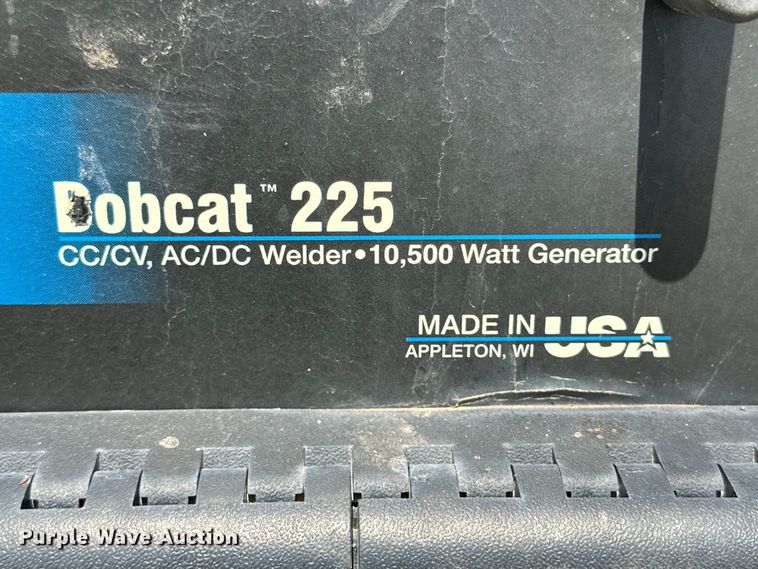 Bobcat™ 225
CC/CV, AC/DC Welder•10,500 Watt Generator
MADE IN USA
APPLETON, WI
Purple Wave Auction